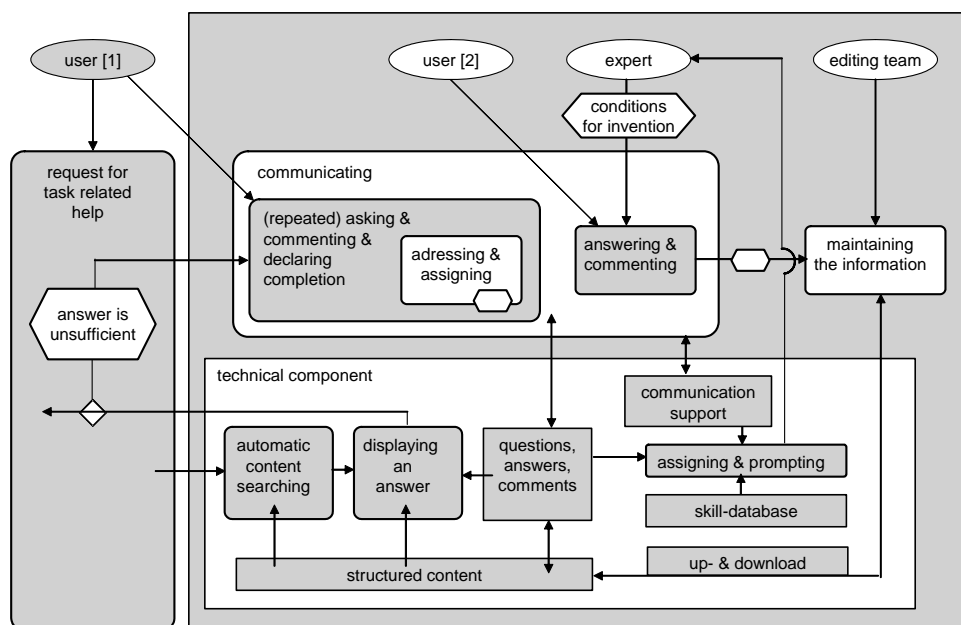 user [1]
user [2]
expert
editing team
conditions
for invention
request for
task related
help
communicating
(repeated) asking &
commenting &
declaring
completion
adressing &
assigning
answering &
commenting
maintaining
the information
answer is
unsufficient
technical component
communication
support
automatic
content
searching
displaying
an
answer
questions,
answers,
comments
assigning & prompting
skill-database
up- & download
structured content